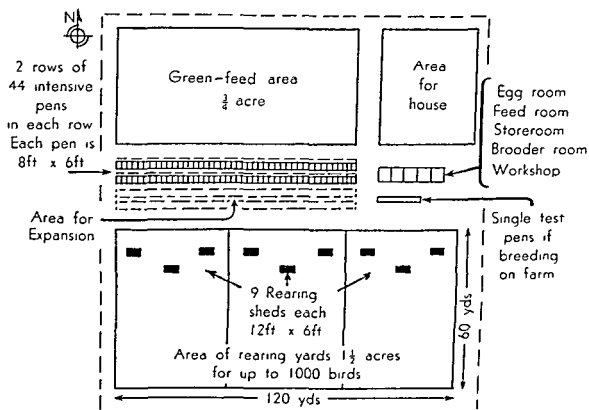 N
2 rows of
44 intensive
pens
in each row
Each pen is
8ft x 6ft
Green-feed area
3/4 acre
Area
for
house
Egg room
Feed room
Storeroom
Brooder room
Workshop
Area for
Expansion
Single test
pens if
breeding
on farm
9 Rearing
sheds each
12ft x 6ft
Area of rearing yards 1 1/2 acres
for up to 1000 birds
60 yds
120 yds